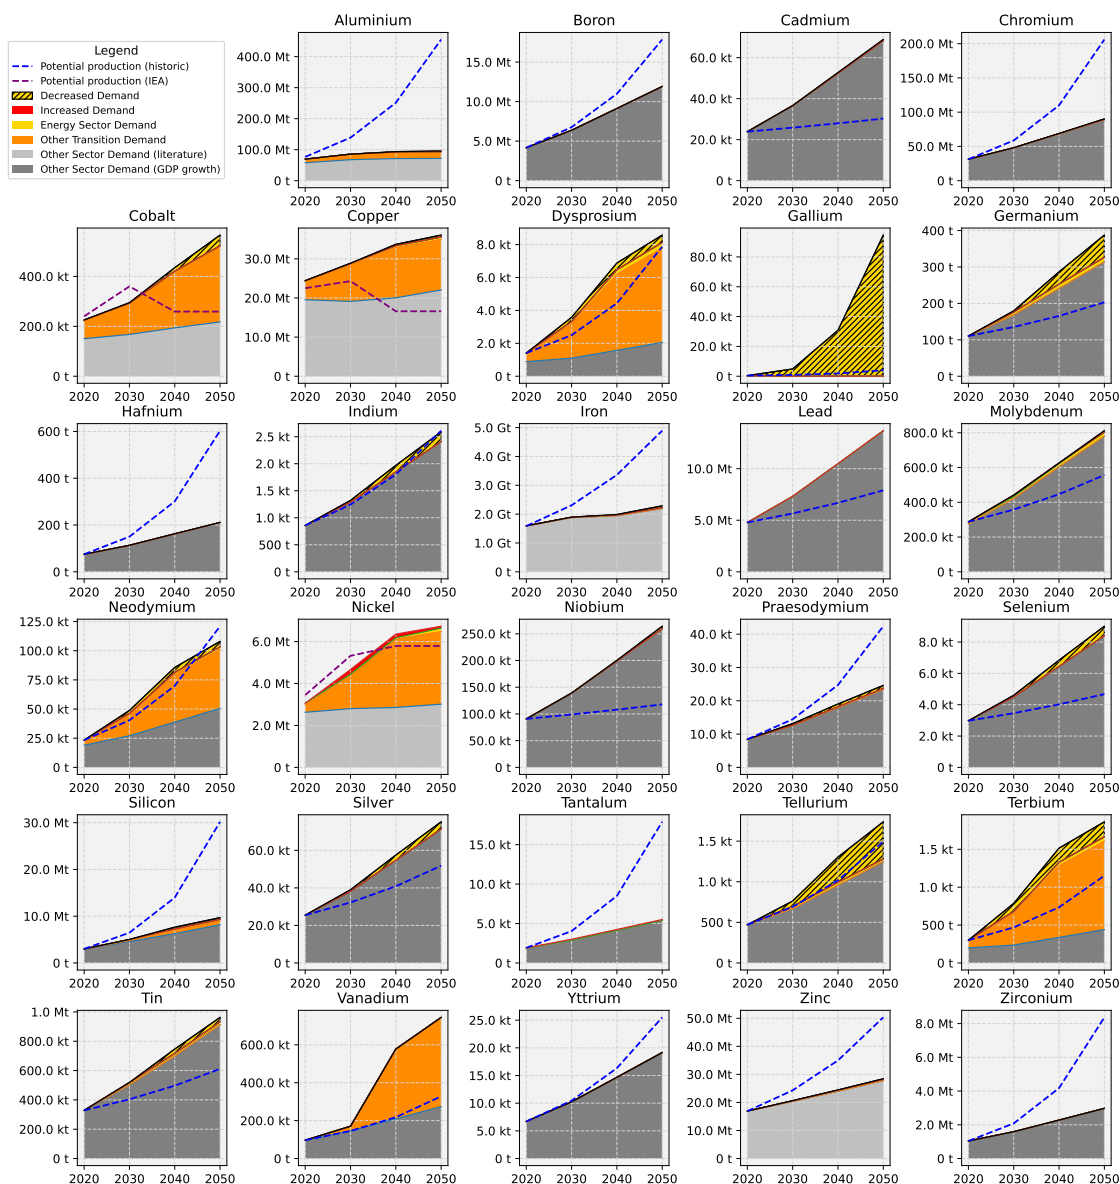 Legend
Potential production (historic)
Potential production (IEA)
Decreased Demand
Increased Demand
Energy Sector Demand
Other Transition Demand
Other Sector Demand (literature)
Other Sector Demand (GDP growth)
Aluminium
400.0 Mt
300.0 Mt
200.0 Mt
100.0 Mt
0 t
2020 2030 2040 2050
Boron
15.0 Mt
10.0 Mt
5.0 Mt
0 t
2020 2030 2040 2050
Cadmium
60.0 kt
40.0 kt
20.0 kt
0 t
2020 2030 2040 2050
Chromium
200.0 Mt
150.0 Mt
100.0 Mt
50.0 Mt
0 t
2020 2030 2040 2050
Cobalt
400.0 kt
200.0 kt
0 t
2020 2030 2040 2050
Copper
30.0 Mt
20.0 Mt
10.0 Mt
0 t
2020 2030 2040 2050
Dysprosium
8.0 kt
6.0 kt
4.0 kt
2.0 kt
0 t
2020 2030 2040 2050
Gallium
80.0 kt
60.0 kt
40.0 kt
20.0 kt
0 t
2020 2030 2040 2050
Germanium
400 t
300 t
200 t
100 t
0 t
2020 2030 2040 2050
Hafnium
600 t
400 t
200 t
0 t
2020 2030 2040 2050
Indium
2.5 kt
2.0 kt
1.5 kt
1.0 kt
500 t
0 t
2020 2030 2040 2050
Iron
5.0 Gt
4.0 Gt
3.0 Gt
2.0 Gt
1.0 Gt
0 t
2020 2030 2040 2050
Lead
10.0 Mt
5.0 Mt
0 t
2020 2030 2040 2050
Molybdenum
800.0 kt
600.0 kt
400.0 kt
200.0 kt
0 t
2020 2030 2040 2050
Neodymium
125.0 kt
100.0 kt
75.0 kt
50.0 kt
25.0 kt
0 t
2020 2030 2040 2050
Nickel
6.0 Mt
4.0 Mt
2.0 Mt
0 t
2020 2030 2040 2050
Niobium
250.0 kt
200.0 kt
150.0 kt
100.0 kt
50.0 kt
0 t
2020 2030 2040 2050
Praesodymium
40.0 kt
30.0 kt
20.0 kt
10.0 kt
0 t
2020 2030 2040 2050
Selenium
8.0 kt
6.0 kt
4.0 kt
2.0 kt
0 t
2020 2030 2040 2050
Silicon
30.0 Mt
20.0 Mt
10.0 Mt
0 t
2020 2030 2040 2050
Silver
60.0 kt
40.0 kt
20.0 kt
0 t
2020 2030 2040 2050
Tantalum
15.0 kt
10.0 kt
5.0 kt
0 t
2020 2030 2040 2050
Tellurium
1.5 kt
1.0 kt
500 t
0 t
2020 2030 2040 2050
Terbium
1.5 kt
1.0 kt
500 t
0 t
2020 2030 2040 2050
Tin
1.0 Mt
800.0 kt
600.0 kt
400.0 kt
200.0 kt
0 t
2020 2030 2040 2050
Vanadium
600.0 kt
400.0 kt
200.0 kt
0 t
2020 2030 2040 2050
Yttrium
25.0 kt
20.0 kt
15.0 kt
10.0 kt
5.0 kt
0 t
2020 2030 2040 2050
Zinc
50.0 Mt
40.0 Mt
30.0 Mt
20.0 Mt
10.0 Mt
0 t
2020 2030 2040 2050
Zirconium
8.0 Mt
6.0 Mt
4.0 Mt
2.0 Mt
0 t
2020 2030 2040 2050